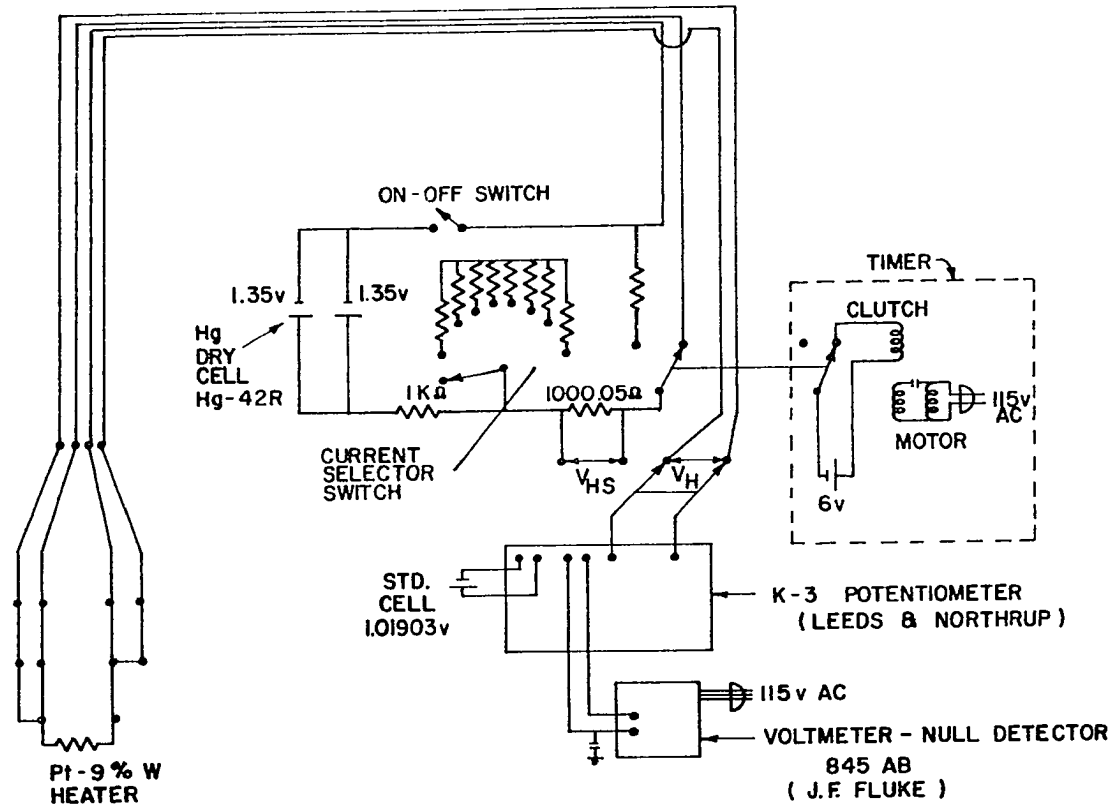 ON-OFF SWITCH
TIMER
CLUTCH
1.35v
1.35v
Hg
DRY
CELL
Hg-42R
1KΩ
1000.05Ω
115v
AC
MOTOR
CURRENT
SELECTOR
SWITCH
VHS
VH
6v
STD.
CELL
1.01903v
K-3 POTENTIOMETER
(LEEDS & NORTHRUP)
115v AC
VOLTMETER - NULL DETECTOR
845 AB
(J.F. FLUKE)
Pt-9% W
HEATER